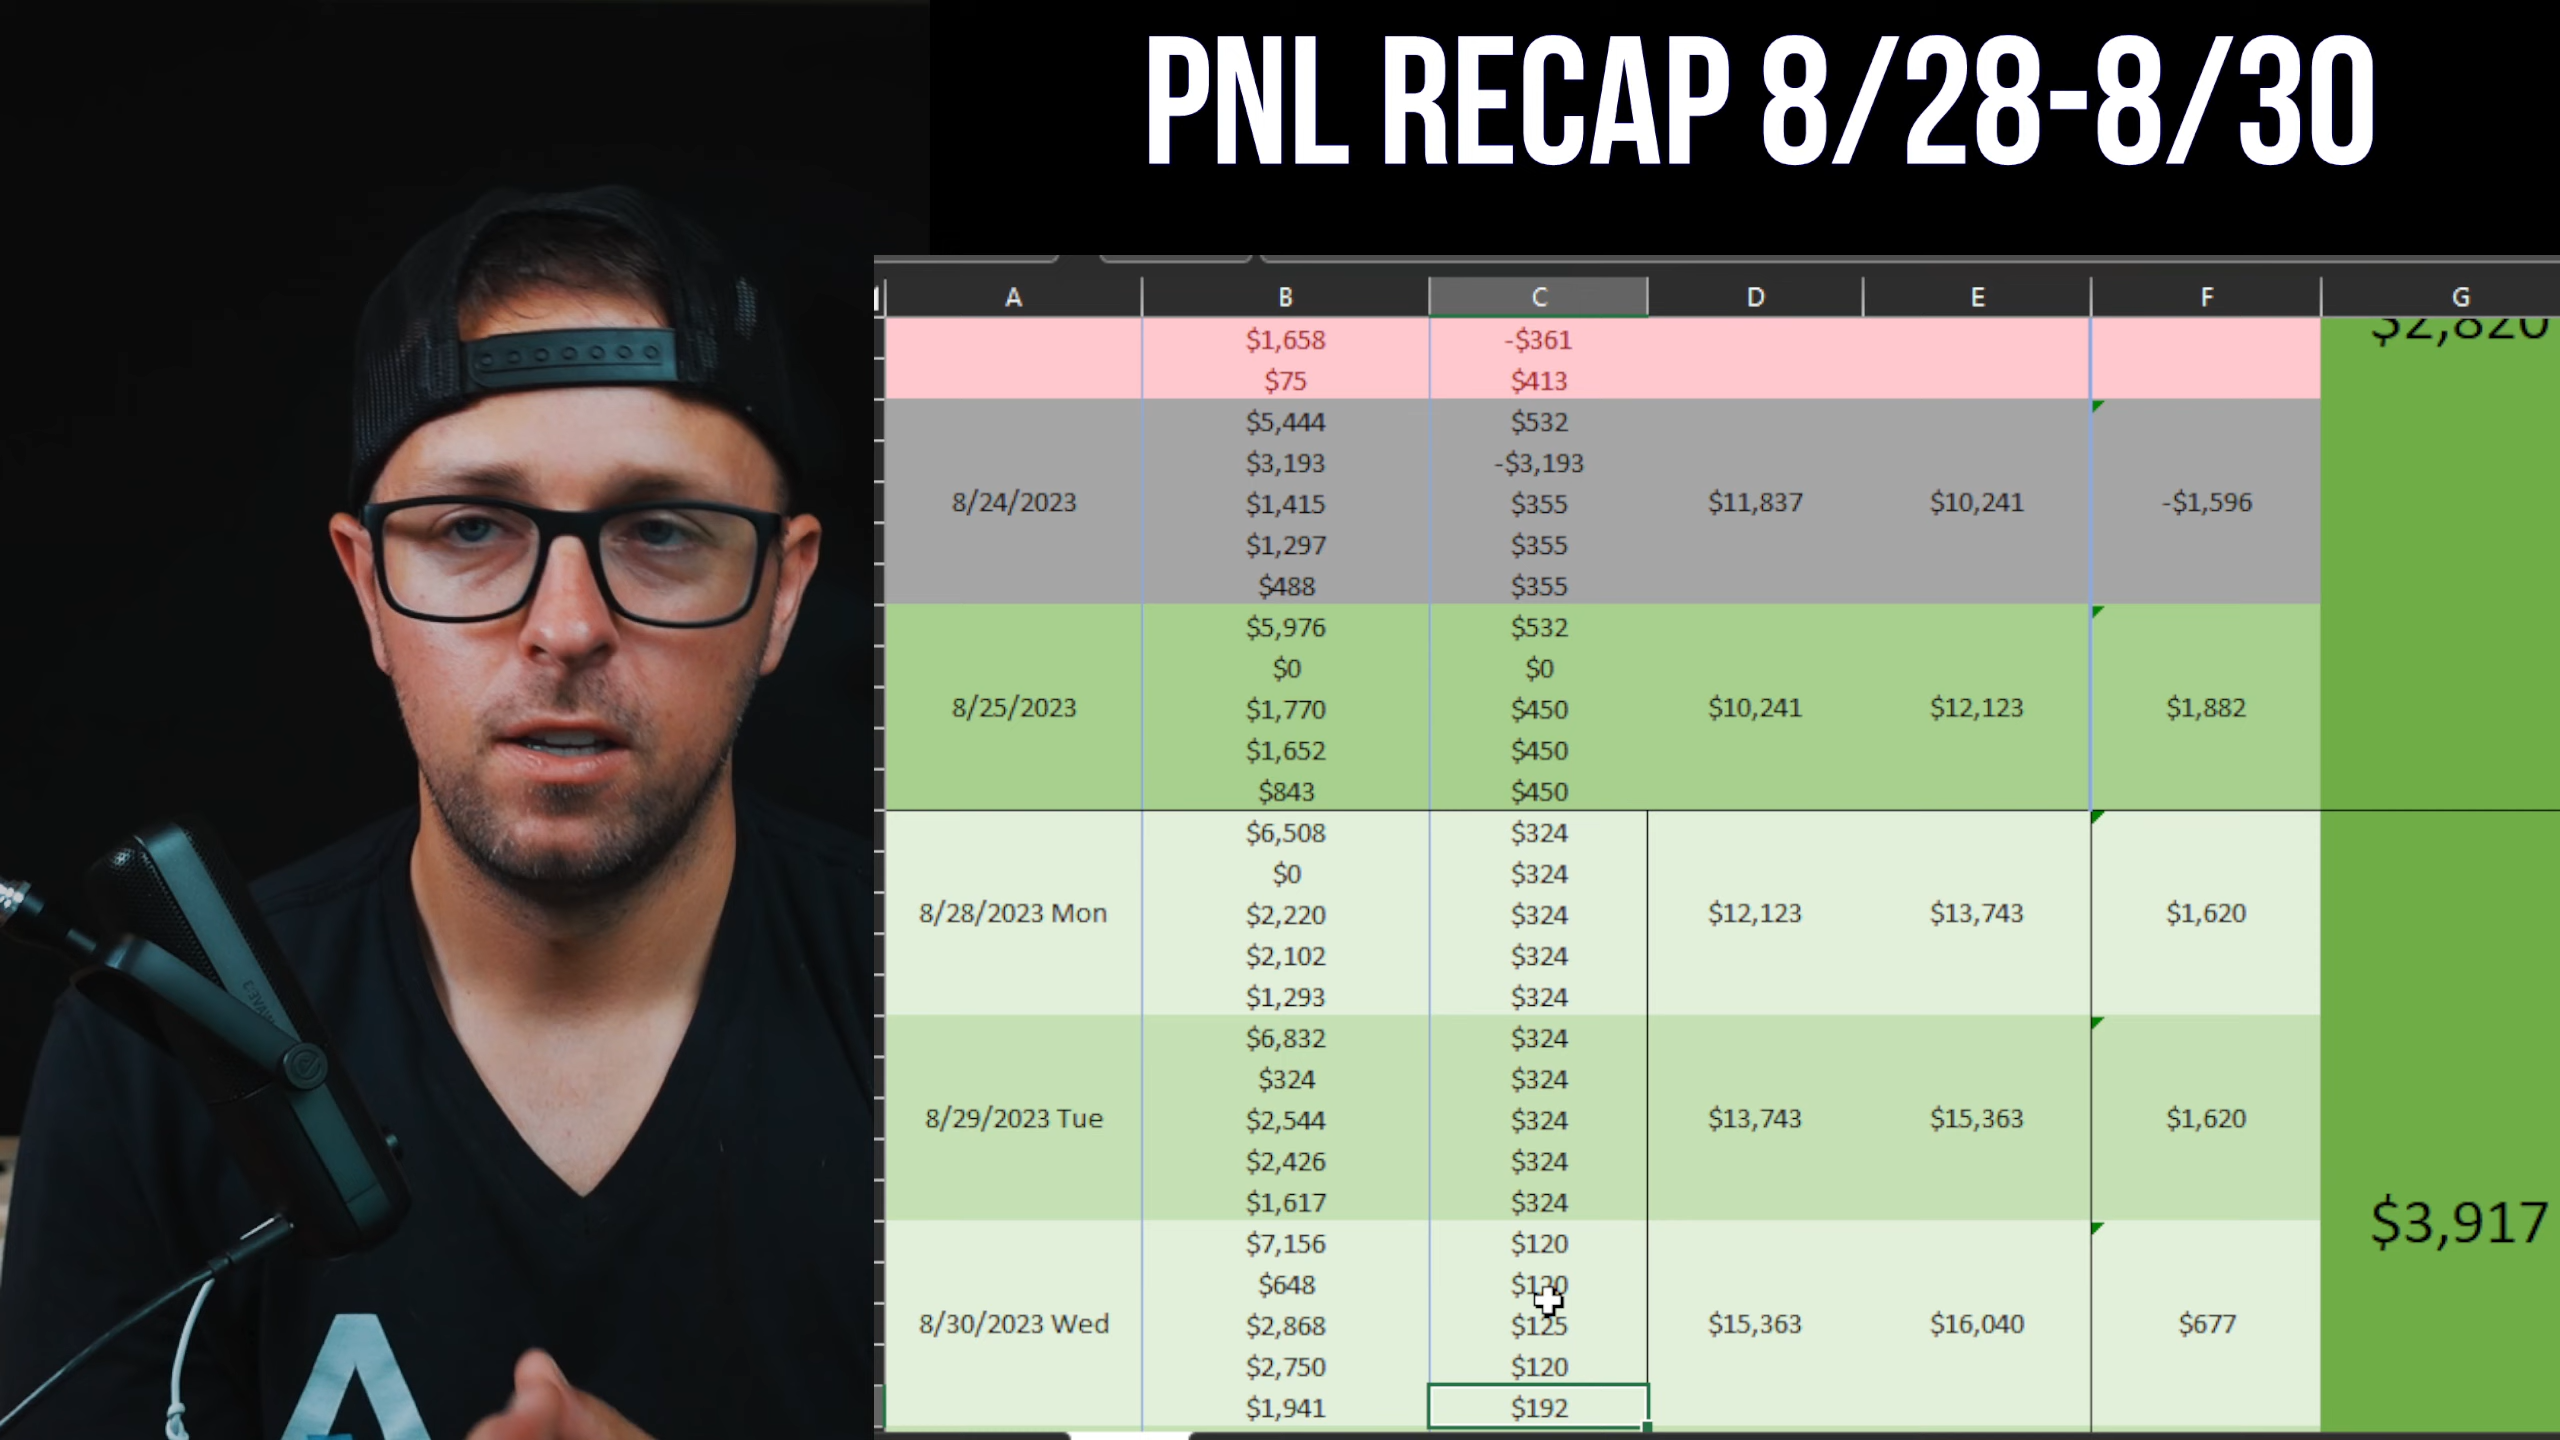 PNL RECAP 8/28-8/30
A B C D E F G
$1,658 -$361 $2,820
$75 $413
$5,444 $532
$3,193 -$3,193
8/24/2023 $1,415 $355 $11,837 $10,241 -$1,596
$1,297 $355
$488 $355
$5,976 $532
$0 $0
8/25/2023 $1,770 $450 $10,241 $12,123 $1,882
$1,652 $450
$843 $450
$6,508 $324
$0 $324
8/28/2023 Mon $2,220 $324 $12,123 $13,743 $1,620
$2,102 $324
$1,293 $324
$6,832 $324
$324 $324
8/29/2023 Tue $2,544 $324 $13,743 $15,363 $1,620
$2,426 $324
$1,617 $324
$3,917
$7,156 $120
$648 $120
8/30/2023 Wed $2,868 $125 $15,363 $16,040 $677
$2,750 $120
$1,941 $192
A